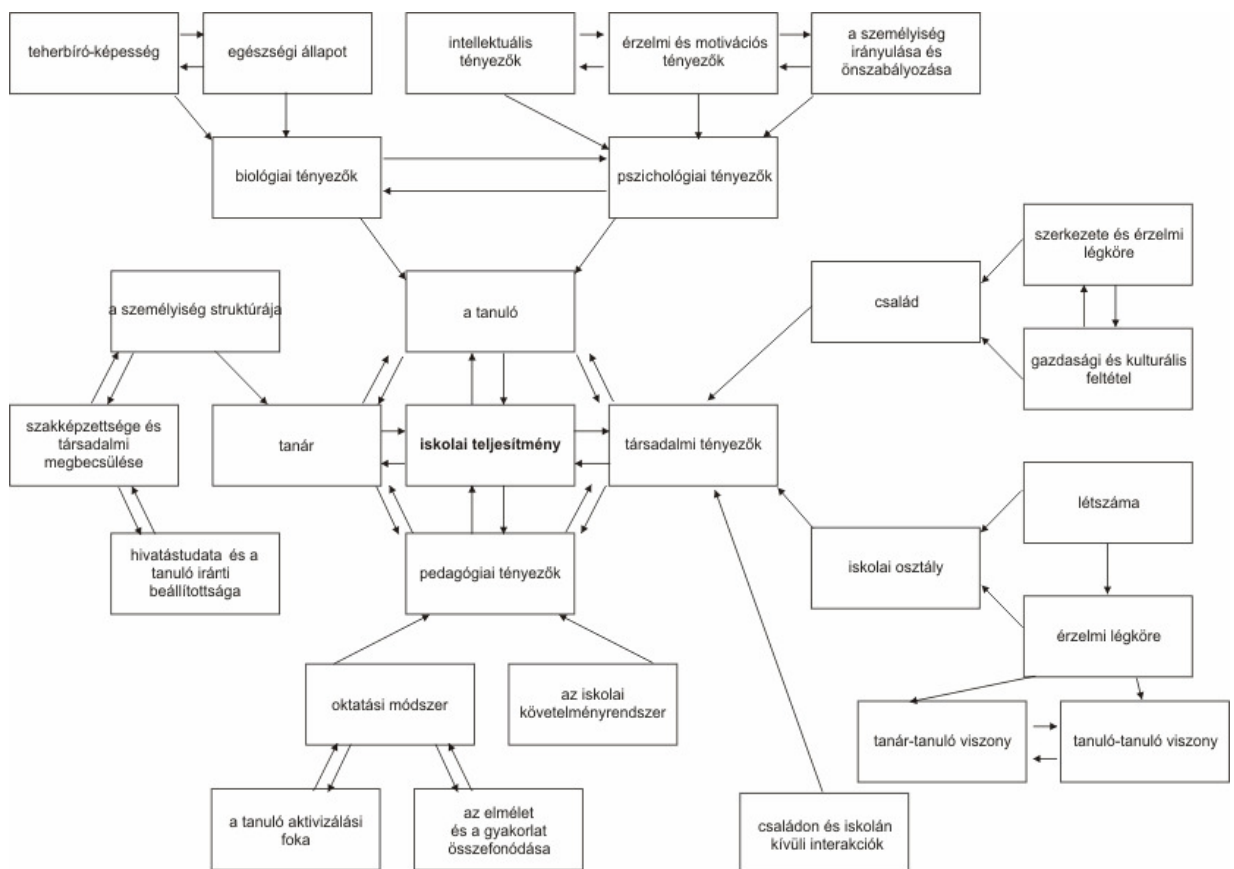 teherbíró-képesség
egészségi állapot
intellektuális
tényezők
érzelmi és motivációs
tényezők
a személyiség
irányulása és
önszabályozása
biológiai tényezők
pszichológiai tényezők
a személyiség struktúrája
a tanuló
család
szerkezete és érzelmi
légköre
gazdasági és kulturális
feltétel
szakképzettsége és
társadalmi
megbecsülése
tanár
iskolai teljesítmény
társadalmi tényezők
hivatástudata és a
tanuló iránti
beállítottsága
pedagógiai tényezők
iskolai osztály
létszáma
érzelmi légköre
oktatási módszer
az iskolai
követelményrendszer
tanár-tanuló viszony
tanuló-tanuló viszony
a tanuló aktivizálási
foka
az elmélet
és a gyakorlat
összefonódása
családon és iskolán
kívüli interakciók